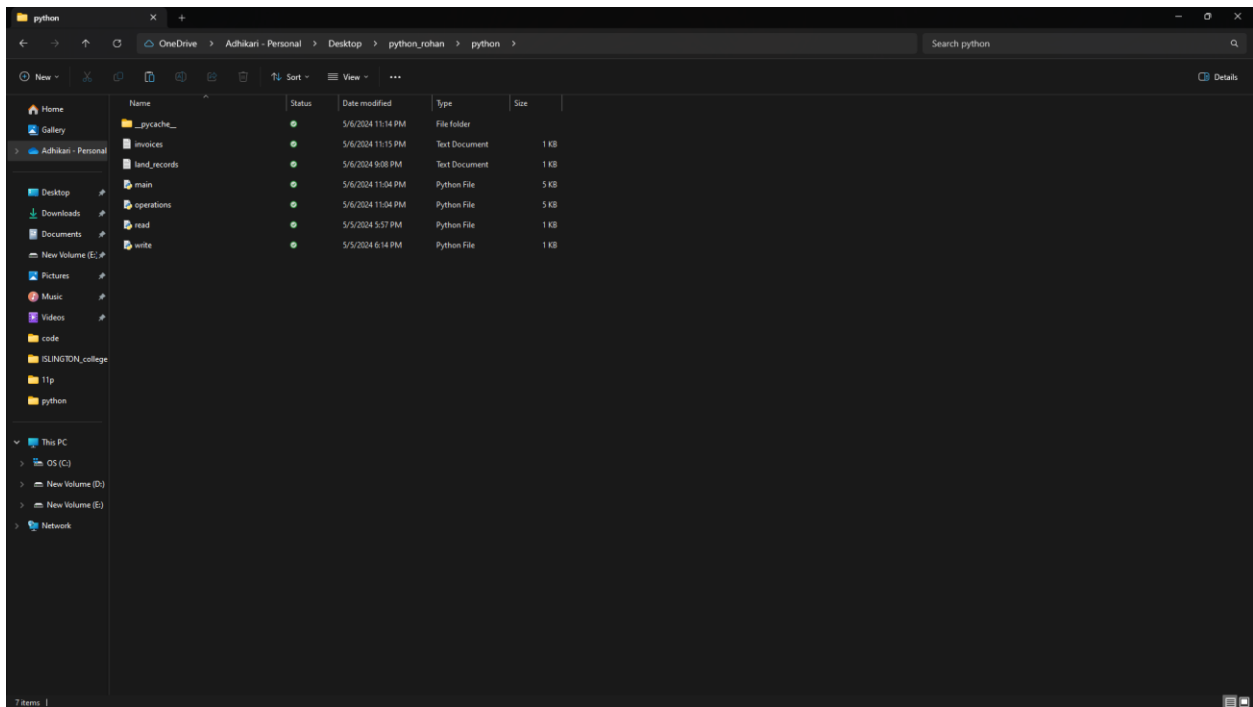 python
OneDrive > Adhikari - Personal > Desktop > python_rohan > python >
Search python
New
Sort
View
Details
Name Status Date modified Type Size
__pycache__ 5/6/2024 11:14 PM File folder
invoices 5/6/2024 11:15 PM Text Document 1 KB
land_records 5/6/2024 9:08 PM Text Document 1 KB
main 5/6/2024 11:04 PM Python File 5 KB
operations 5/6/2024 11:04 PM Python File 5 KB
read 5/5/2024 5:57 PM Python File 1 KB
write 5/5/2024 6:14 PM Python File 1 KB
Home
Gallery
Adhikari - Personal
Desktop
Downloads
Documents
New Volume (E:
Pictures
Music
Videos
code
ISLINGTON_college
11p
python
This PC
OS (C:)
New Volume (D:)
New Volume (E:)
Network
7 items